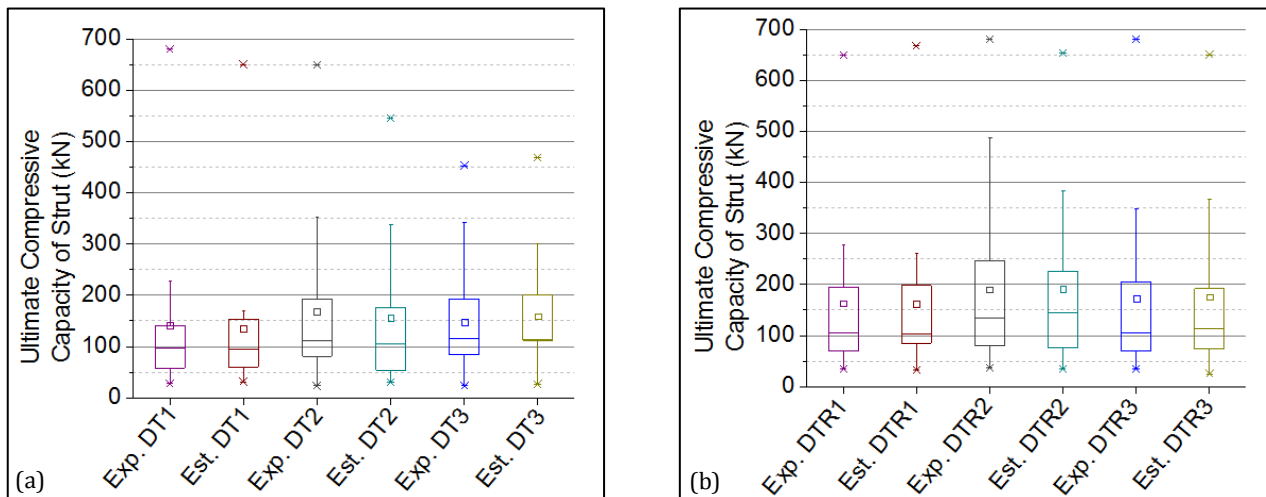 700
600
500
400
300
200
100
0
Ultimate Compressive
Capacity of Strut (kN)
Exp. DT1
Est. DT1
Exp. DT2
Est. DT2
Exp. DT3
Est. DT3
(a)
700
600
500
400
300
200
100
0
Ultimate Compressive
Capacity of Strut (kN)
Exp. DTR1
Est. DTR1
Exp. DTR2
Est. DTR2
Exp. DTR3
Est. DTR3
(b)